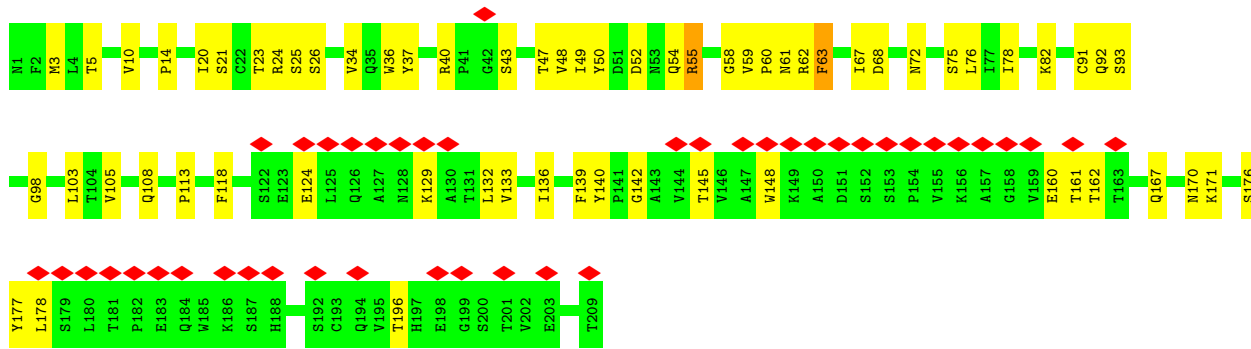 N1 F2 M3 L4 T5 V10 P14 I20 S21 C22 T23 R24 S25 S26 V34 Q35 W36 Y37 R40 P41 G42 S43 T47 V48 I49 Y50 D51 D52 N53 Q54 R55 G58 V59 P60 N61 R62 F63 I67 D68 N72 S75 L76 I77 I78 K82 C91 Q92 S93
G98 L103 T104 V105 Q108 P113 F118 S122 E123 E124 L125 Q126 A127 N128 K129 A130 T131 L132 V133 I136 F139 Y140 P141 G142 A143 V144 T145 V146 A147 W148 K149 A150 D151 S152 S153 P154 V155 K156 A157 G158 V159 E160 T161 T162 T163 Q167 N170 K171 S176
Y177 L178 S179 L180 T181 P182 E183 Q184 W185 K186 S187 H188 S192 C193 Q194 V195 T196 H197 E198 G199 S200 T201 V202 E203 T209